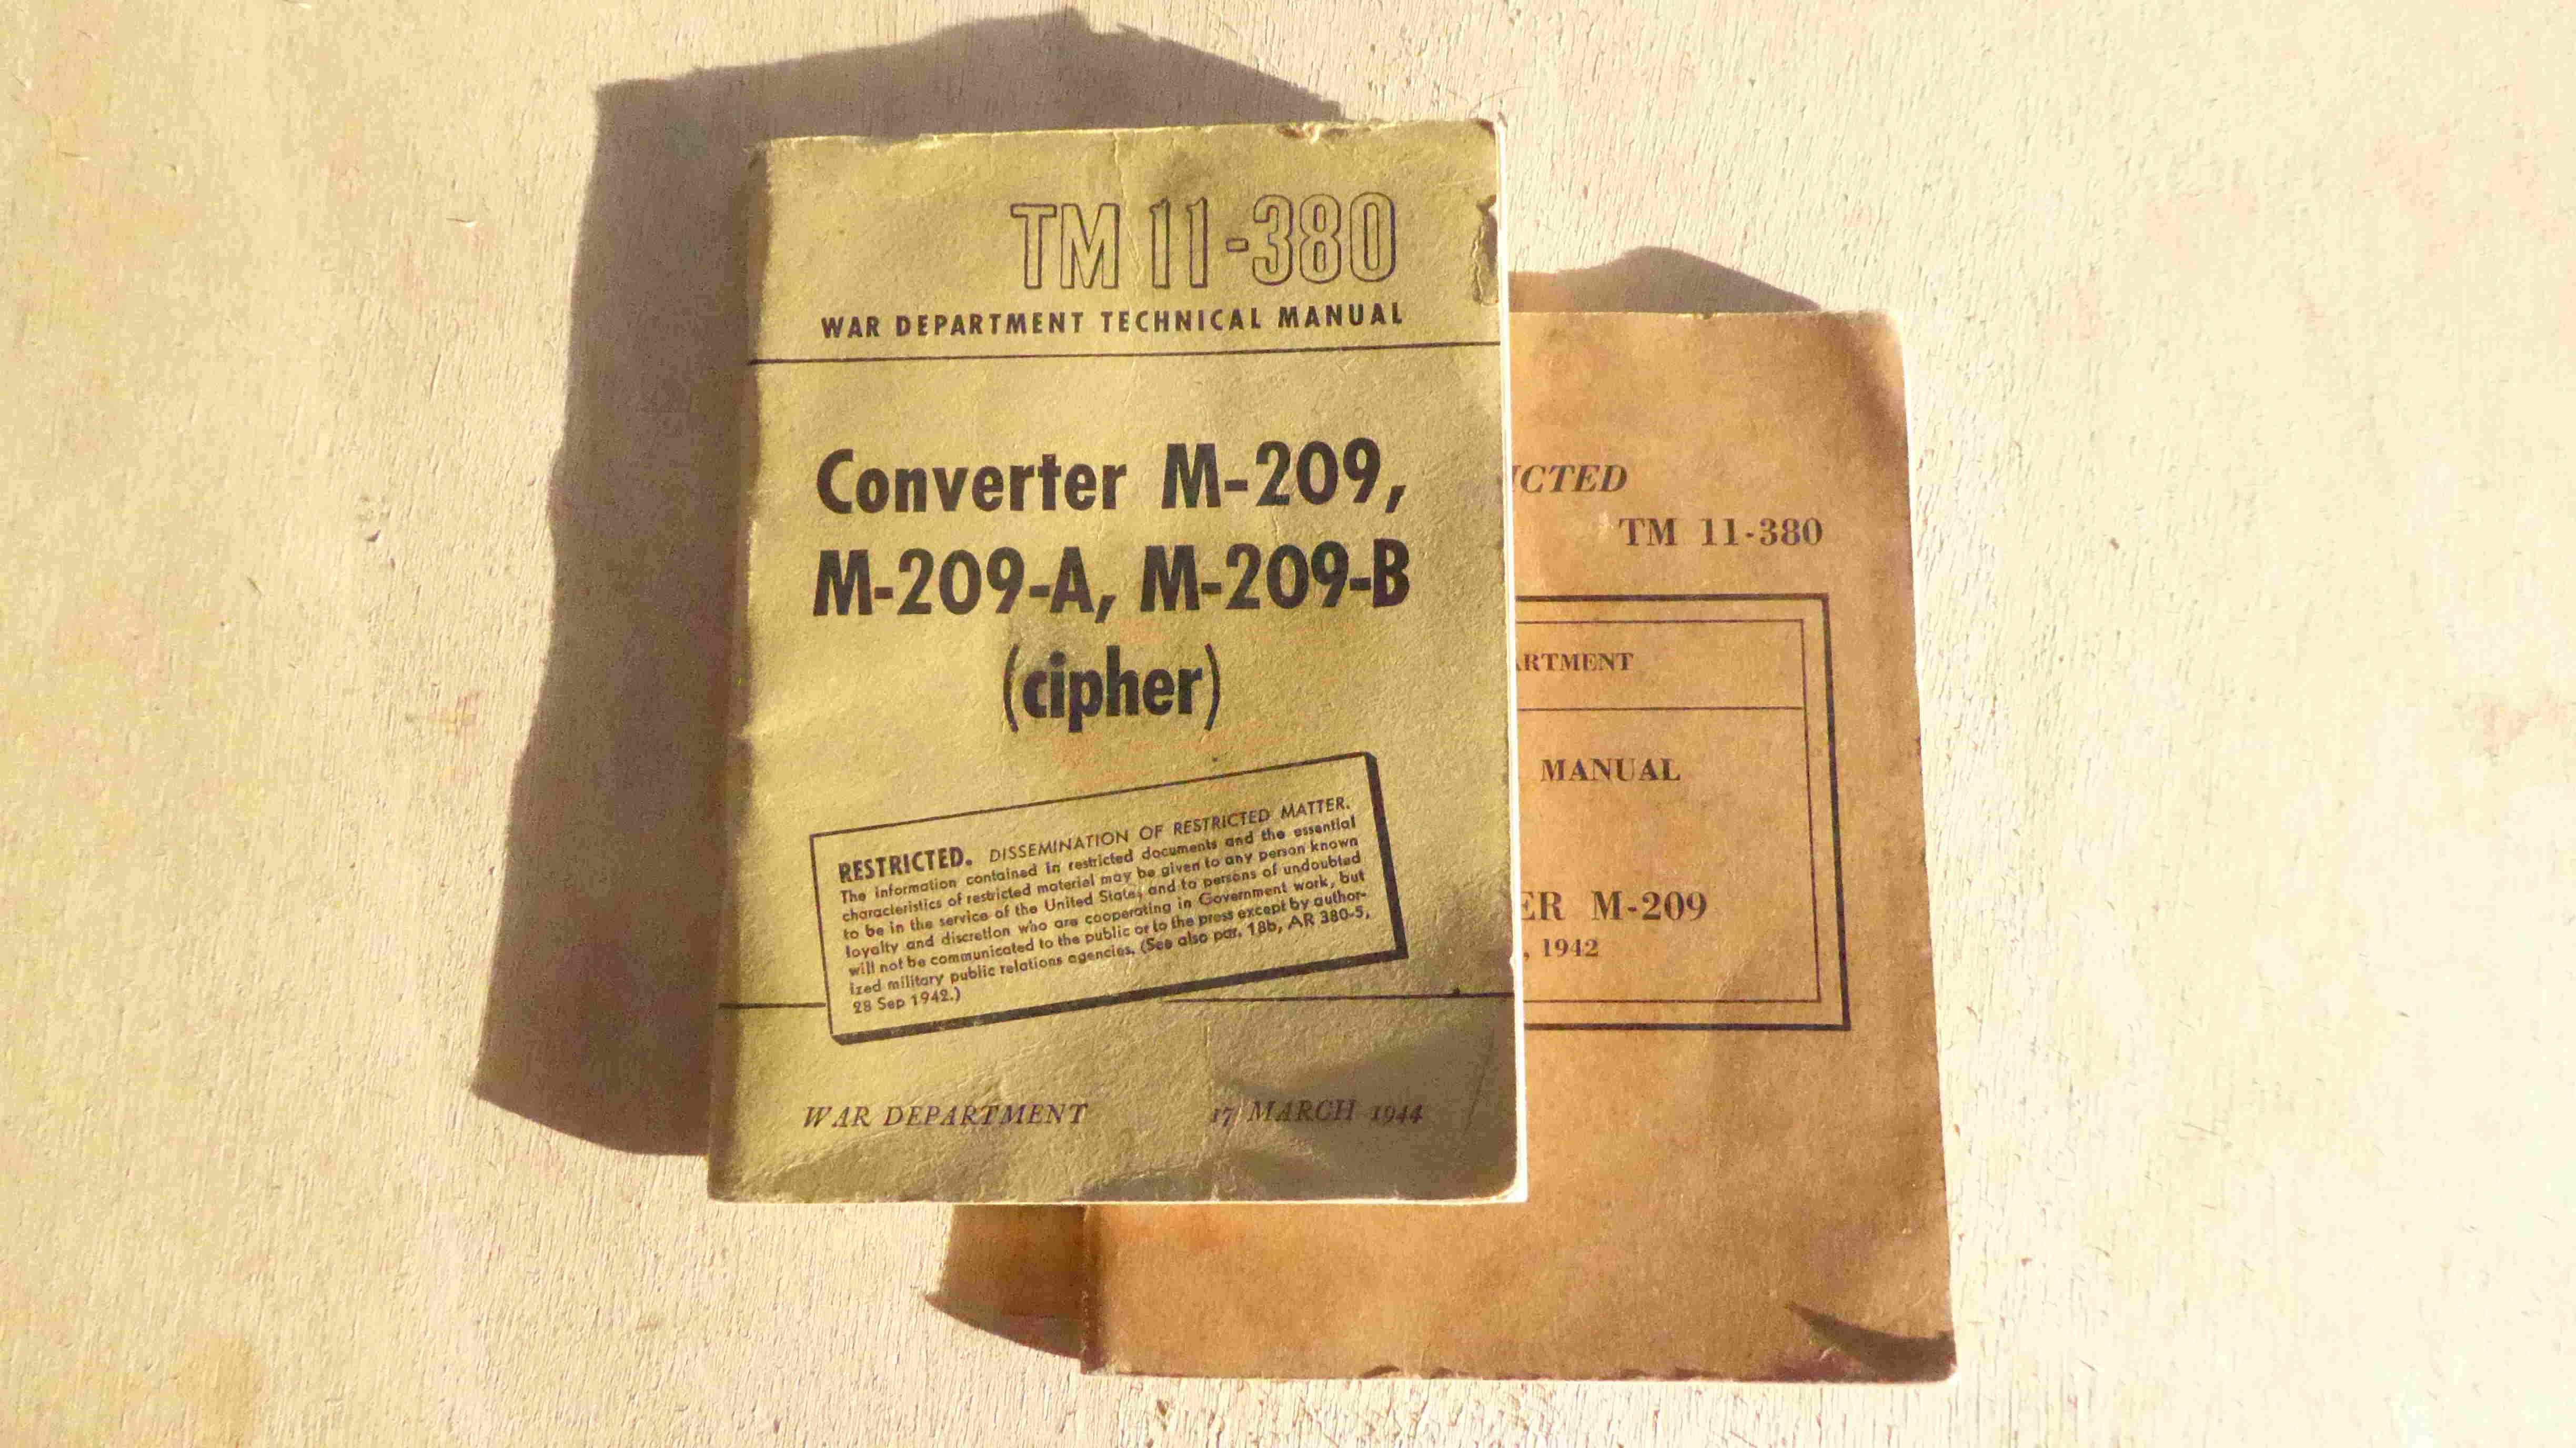 TM 11-380
WAR DEPARTMENT TECHNICAL MANUAL
Converter M-209,
M-209-A, M-209-B
(cipher)
RESTRICTED. DISSEMINATION OF RESTRICTED MATTER.
The information contained in restricted documents and the essential
characteristics of restricted material may be given to any person known
to be in the service of the United States and to persons of undoubted
loyalty and discretion who are cooperating in Government work, but
will not be communicated to the public or to the press except by author-
ized military public relations agencies. (See also par. 18b, AR 380-5,
28 Sep 1942.)
WAR DEPARTMENT 17 MARCH 1944
ICTED
TM 11-380
ARTMENT
MANUAL
ER M-209
, 1942